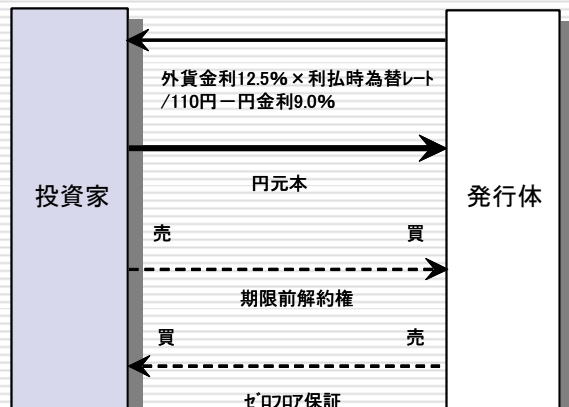 外貨金利12.5%×利払時為替レート
/110円－円金利9.0%
円元本
投資家
発行体
売 買
期限前解約権
買 売
ゼロフロア保証